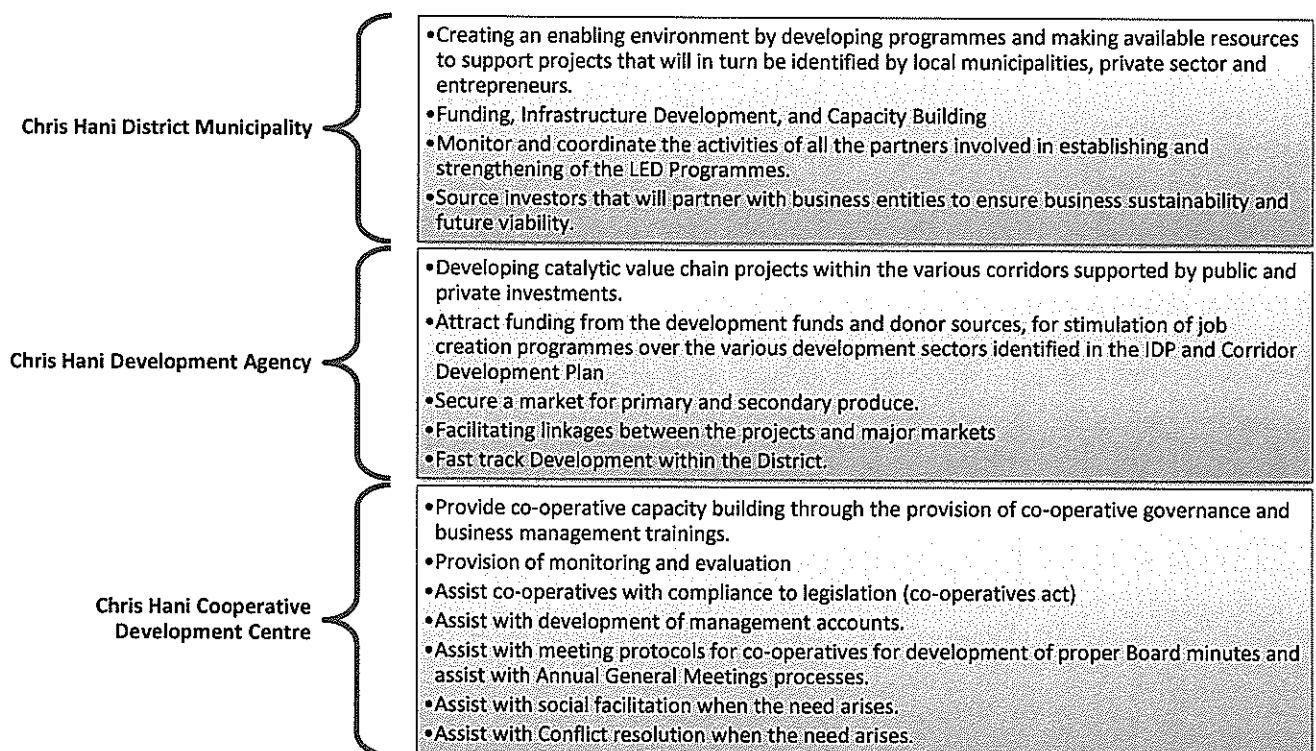 Chris Hani District Municipality
•Creating an enabling environment by developing programmes and making available resources
to support projects that will in turn be identified by local municipalities, private sector and
entrepreneurs.
•Funding, Infrastructure Development, and Capacity Building
•Monitor and coordinate the activities of all the partners involved in establishing and
strengthening of the LED Programmes.
•Source investors that will partner with business entities to ensure business sustainability and
future viability.
Chris Hani Development Agency
•Developing catalytic value chain projects within the various corridors supported by public and
private investments.
•Attract funding from the development funds and donor sources, for stimulation of job
creation programmes over the various development sectors identified in the IDP and Corridor
Development Plan
•Secure a market for primary and secondary produce.
•Facilitating linkages between the projects and major markets
•Fast track Development within the District.
Chris Hani Cooperative
Development Centre
•Provide co-operative capacity building through the provision of co-operative governance and
business management trainings.
•Provision of monitoring and evaluation
•Assist co-operatives with compliance to legislation (co-operatives act)
•Assist with development of management accounts.
•Assist with meeting protocols for co-operatives for development of proper Board minutes and
assist with Annual General Meetings processes.
•Assist with social facilitation when the need arises.
•Assist with Conflict resolution when the need arises.